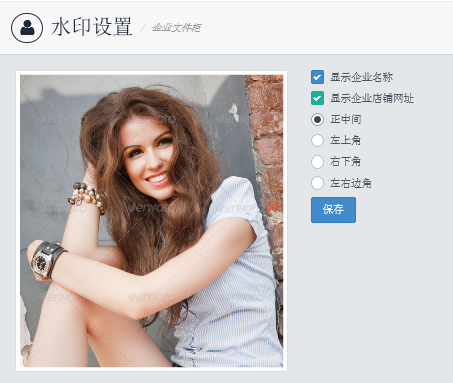 水印设置 / 企业文件柜
显示企业名称
显示企业店铺网址
正中间
左上角
右下角
左右边角
保存